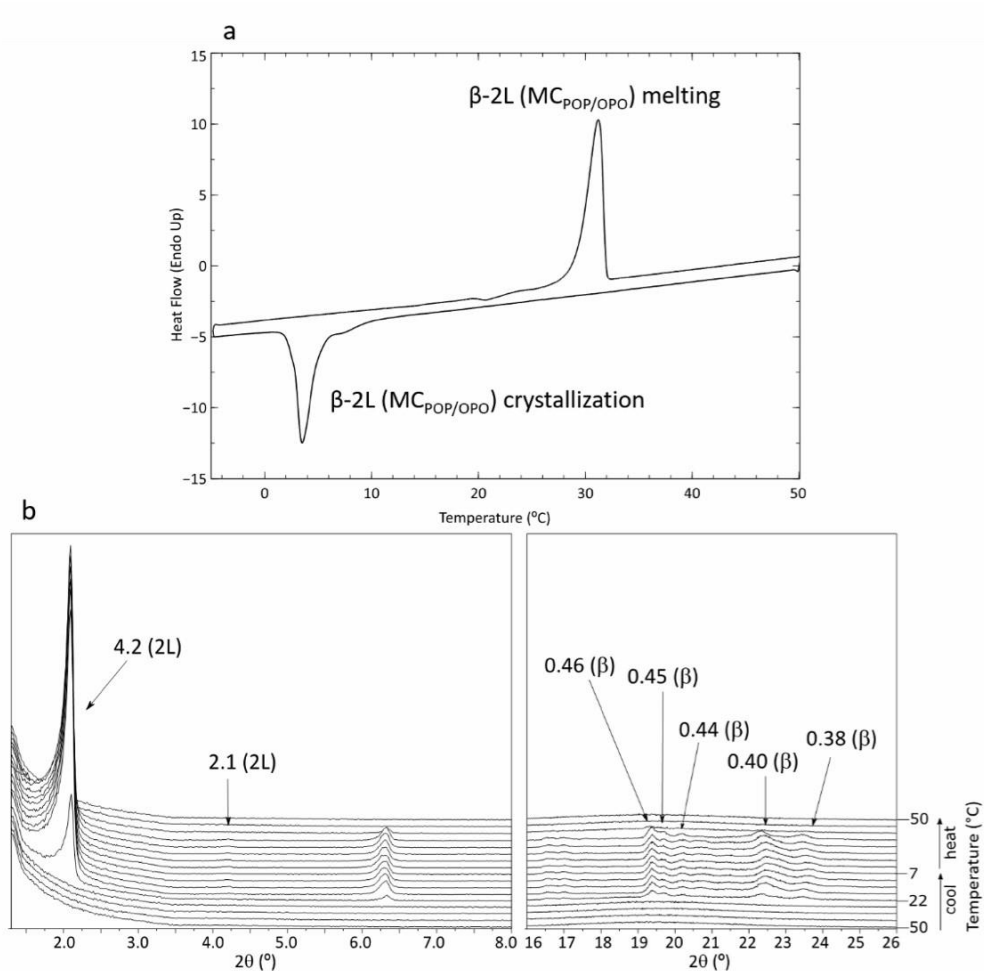 a
15
10
5
0
−5
−10
−15
Heat Flow (Endo Up)
β-2L (MCPOP/OPO) melting
β-2L (MCPOP/OPO) crystallization
0 10 20 30 40 50
Temperature (ºC)
b
4.2 (2L)
2.1 (2L)
0.46 (β)
0.45 (β)
0.44 (β)
0.40 (β)
0.38 (β)
50
7
22
50
heat
cool
Temperature (°C)
2.0 3.0 4.0 5.0 6.0 7.0 8.0
2θ (º)
16 17 18 19 20 21 22 23 24 25 26
2θ (º)